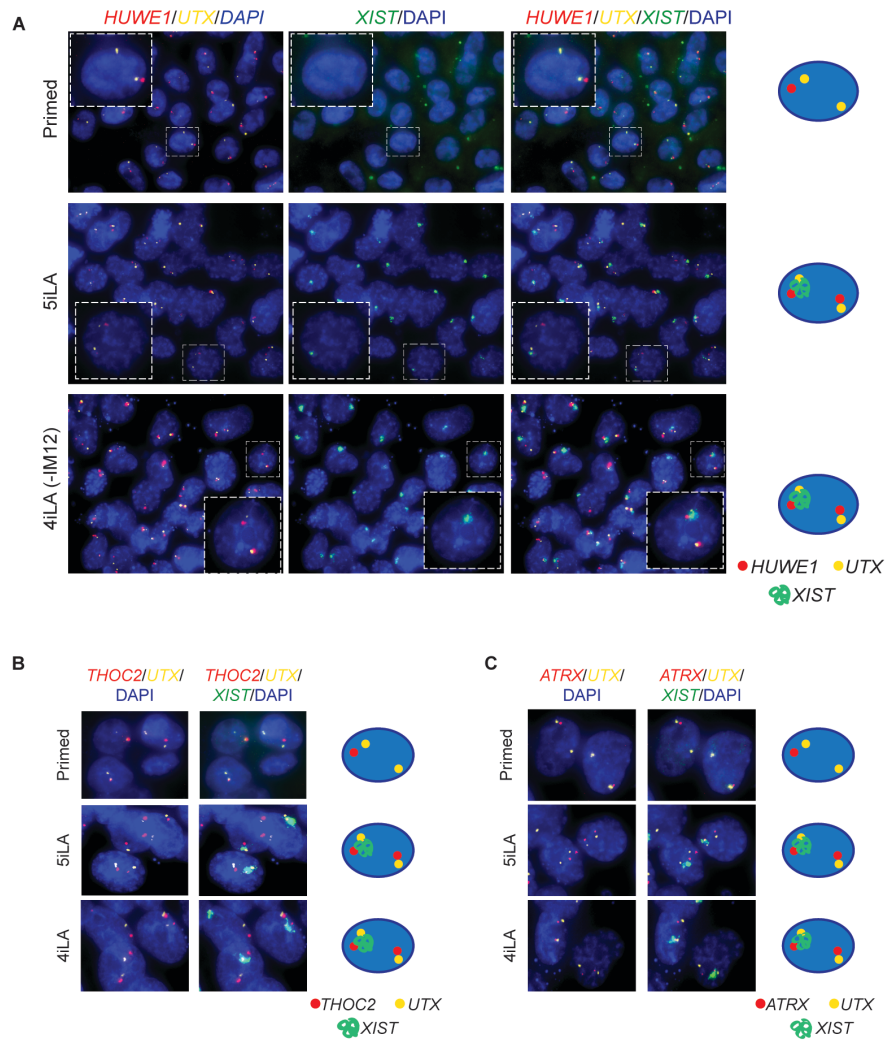 A
HUWE1/UTX/DAPI
XIST/DAPI
HUWE1/UTX/XIST/DAPI
Primed
5iLA
4iLA (-IM12)
HUWE1 UTX
XIST
B
THOC2/UTX/
DAPI
THOC2/UTX/
XIST/DAPI
Primed
5iLA
4iLA
THOC2 UTX
XIST
C
ATRX/UTX/
DAPI
ATRX/UTX/
XIST/DAPI
Primed
5iLA
4iLA
ATRX UTX
XIST